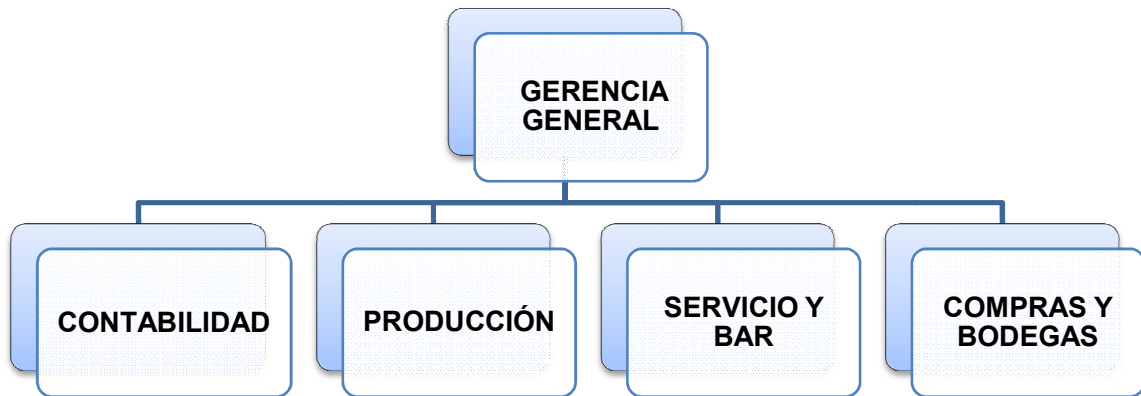 GERENCIA
GENERAL
CONTABILIDAD
PRODUCCIÓN
SERVICIO Y
BAR
COMPRAS Y
BODEGAS